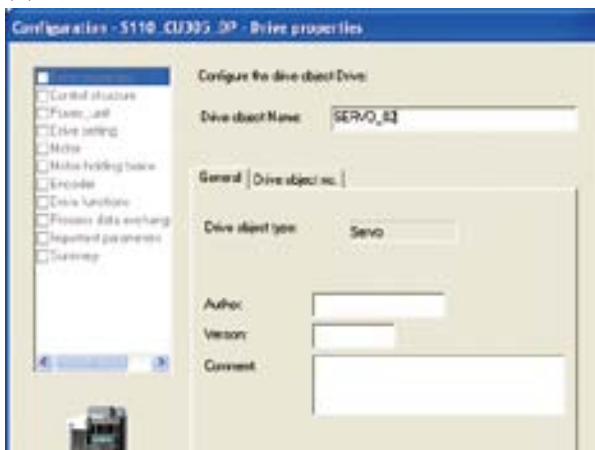 Configuration - S110_CU305_DP - Drive properties
Control structure
Power_unit
Drive setting
Motor
Motor holding brake
Encoder
Drive functions
Process data exchang
Important parameters
Summary
Configure the drive object Drive:
Drive object Name:
SERVO_02
General
Drive object no.
Drive object type:
Servo
Author:
Version:
Comment: